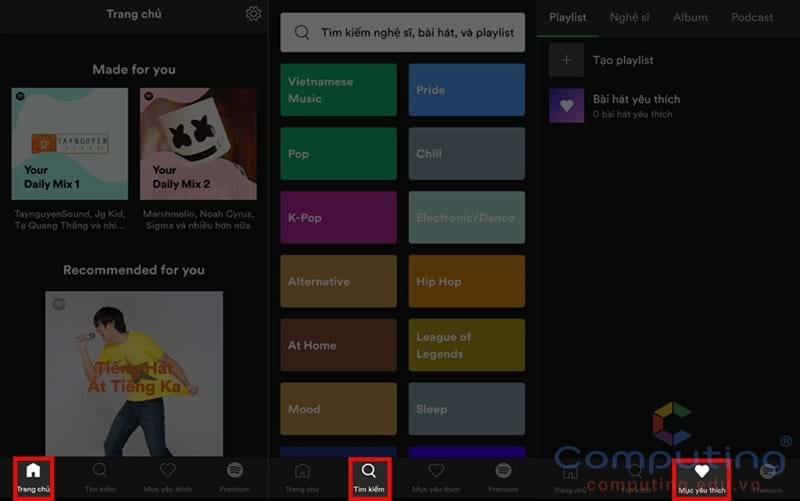 Trang chủ
Made for you
TAYNGUYEN
SOUND
Your
Daily Mix 1
Your
Daily Mix 2
TaynguyenSound, Jg Kid,
Tạ Quang Thắng và nhi...
Marshmello, Noah Cyrus,
Sigma và nhiều hơn nữa
Recommended for you
Tiếng Hát
Át Tiếng Ka
Trang chủ
Tìm kiếm
Mục yêu thích
Premium
Tìm kiếm nghệ sĩ, bài hát, và playlist
Vietnamese
Music
Pride
Pop
Chill
K-Pop
Electronic/Dance
Alternative
Hip Hop
At Home
League of
Legends
Mood
Sleep
Trang chủ
Tìm kiếm
Mục yêu thích
Premium
Playlist
Nghệ sĩ
Album
Podcast
Tạo playlist
Bài hát yêu thích
0 bài hát yêu thích
Computing®
computing.edu.vn
Trang chủ
Tìm kiếm
Mục yêu thích
Premium